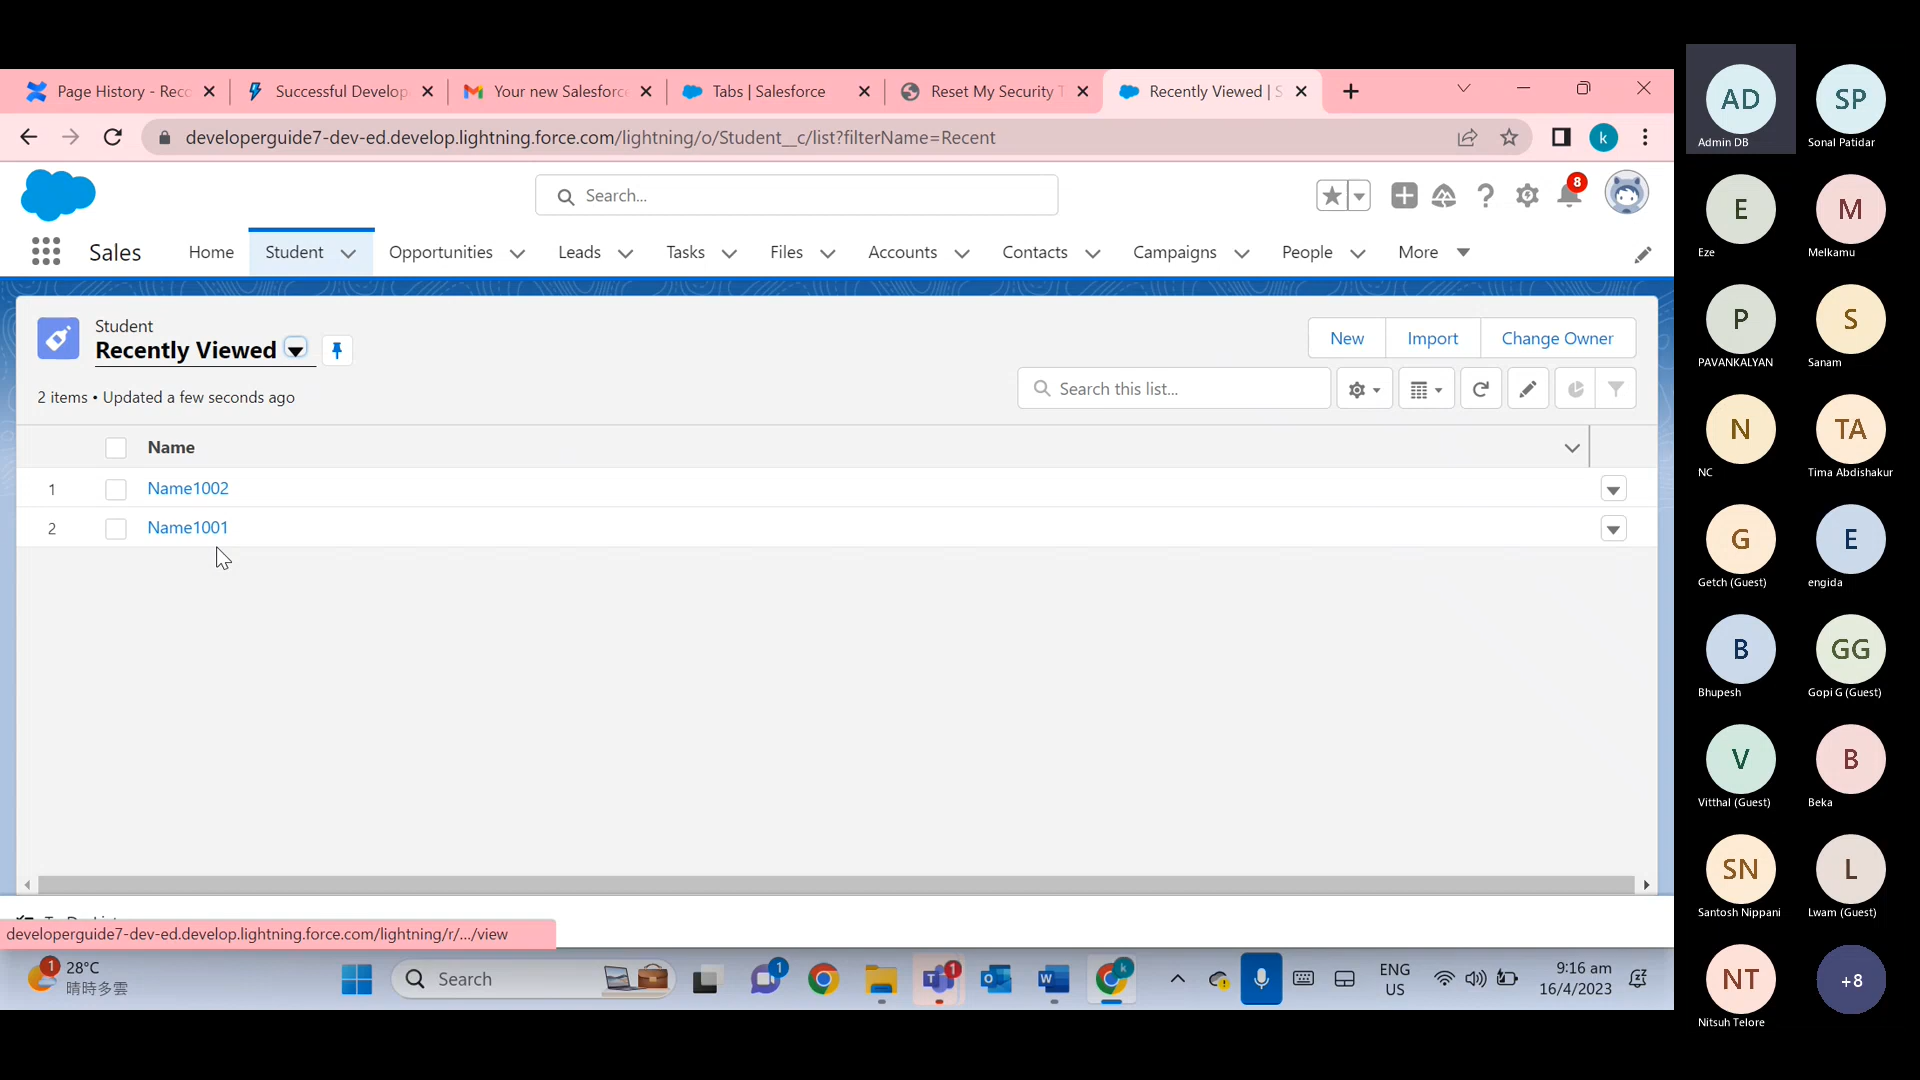 Page History - Reco
Successful Develop
Your new Salesforce
Tabs | Salesforce
Reset My Security T
Recently Viewed | S
developerguide7-dev-ed.develop.lightning.force.com/lightning/o/Student__c/list?filterName=Recent
k
Search...
8
Sales
Home
Student
Opportunities
Leads
Tasks
Files
Accounts
Contacts
Campaigns
People
More
Student
Recently Viewed
New
Import
Change Owner
2 items • Updated a few seconds ago
Search this list...
Name
1
Name1002
2
Name1001
developerguide7-dev-ed.develop.lightning.force.com/lightning/r/.../view
1
28°C
晴時多雲
Search
1
1
k
ENG
US
9:16 am
16/4/2023
AD
Admin DB
SP
Sonal Patidar
E
Eze
M
Melkamu
P
PAVANKALYAN
S
Sanam
N
NC
TA
Tima Abdishakur
G
Getch (Guest)
E
engida
B
Bhupesh
GG
Gopi G (Guest)
V
Vitthal (Guest)
B
Beka
SN
Santosh Nippani
L
Lwam (Guest)
NT
Nitsuh Telore
+8